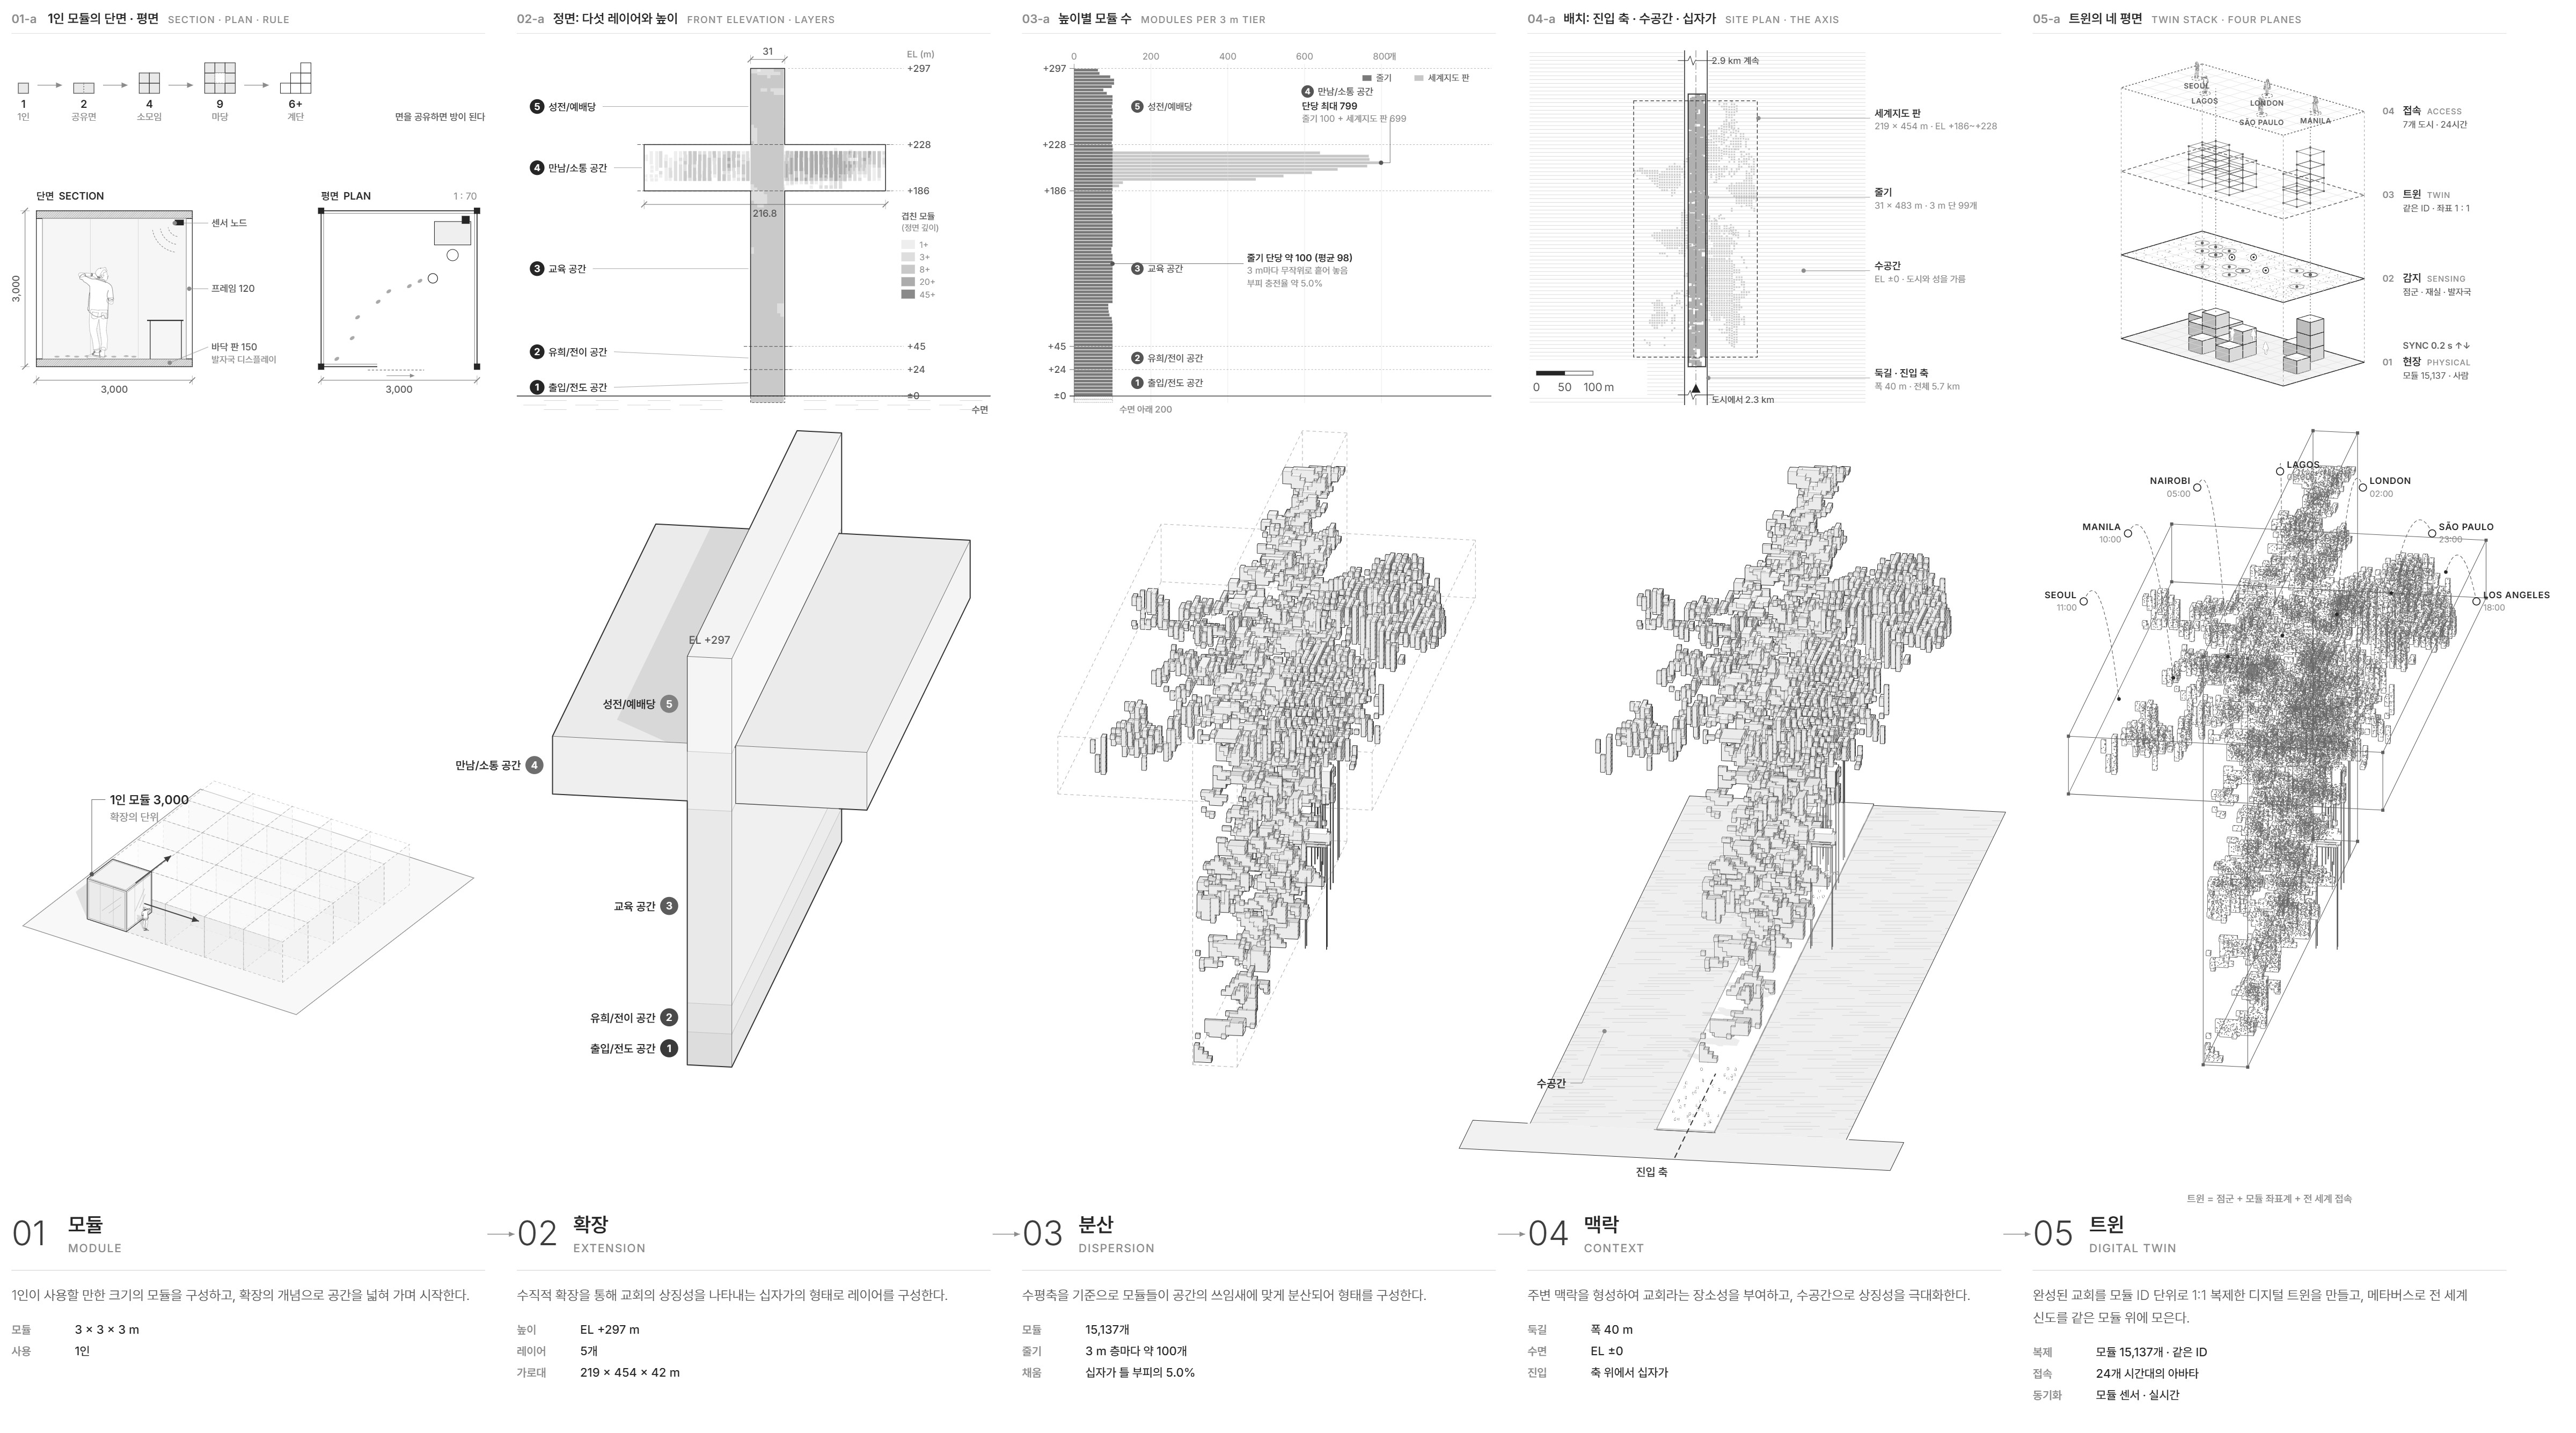 01-a 1인 모듈의 단면 · 평면 SECTION · PLAN · RULE
1
1인
2
공유면
4
소모임
9
마당
6+
계단
면을 공유하면 방이 된다
단면 SECTION
센서 노드
프레임 120
바닥 판 150
발자국 디스플레이
3,000
3,000
평면 PLAN
1 : 70
3,000
02-a 정면: 다섯 레이어와 높이 FRONT ELEVATION · LAYERS
31
EL (m)
+297
5 성전/예배당
+228
4 만남/소통 공간
+186
216.8
겹친 모듈
(정면 깊이)
1+
3+
8+
20+
45+
3 교육 공간
+45
2 유희/전이 공간
+24
1 출입/전도 공간
±0
수면
03-a 높이별 모듈 수 MODULES PER 3 m TIER
0 200 400 600 800개
+297
줄기 세계지도 판
5 성전/예배당
4 만남/소통 공간
단당 최대 799
줄기 100 + 세계지도 판 699
+228
+186
3 교육 공간
줄기 단당 약 100 (평균 98)
3 m마다 무작위로 흩어 놓음
부피 충전율 약 5.0%
+45
2 유희/전이 공간
+24
1 출입/전도 공간
±0
수면 아래 200
04-a 배치: 진입 축 · 수공간 · 십자가 SITE PLAN · THE AXIS
2.9 km 계속
세계지도 판
219 × 454 m · EL +186~+228
줄기
31 × 483 m · 3 m 단 99개
수공간
EL ±0 · 도시와 성을 가름
둑길 · 진입 축
폭 40 m · 전체 5.7 km
0 50 100 m
도시에서 2.3 km
05-a 트윈의 네 평면 TWIN STACK · FOUR PLANES
SEOUL
LAGOS
LONDON
SÃO PAULO
MANILA
04 접속 ACCESS
7개 도시 · 24시간
03 트윈 TWIN
같은 ID · 좌표 1 : 1
02 감지 SENSING
점군 · 재실 · 발자국
SYNC 0.2 s ↑↓
01 현장 PHYSICAL
모듈 15,137 · 사람
1인 모듈 3,000
확장의 단위
EL +297
성전/예배당 5
만남/소통 공간 4
교육 공간 3
유희/전이 공간 2
출입/전도 공간 1
수공간
진입 축
LAGOS
NAIROBI
05:00
LONDON
02:00
MANILA
10:00
SÃO PAULO
23:00
SEOUL
11:00
LOS ANGELES
18:00
트윈 = 점군 + 모듈 좌표계 + 전 세계 접속
01 모듈
MODULE
1인이 사용할 만한 크기의 모듈을 구성하고, 확장의 개념으로 공간을 넓혀 가며 시작한다.
모듈 3 × 3 × 3 m
사용 1인
02 확장
EXTENSION
수직적 확장을 통해 교회의 상징성을 나타내는 십자가의 형태로 레이어를 구성한다.
높이 EL +297 m
레이어 5개
가로대 219 × 454 × 42 m
03 분산
DISPERSION
수평축을 기준으로 모듈들이 공간의 쓰임새에 맞게 분산되어 형태를 구성한다.
모듈 15,137개
줄기 3 m 층마다 약 100개
채움 십자가 틀 부피의 5.0%
04 맥락
CONTEXT
주변 맥락을 형성하여 교회라는 장소성을 부여하고, 수공간으로 상징성을 극대화한다.
둑길 폭 40 m
수면 EL ±0
진입 축 위에서 십자가
05 트윈
DIGITAL TWIN
완성된 교회를 모듈 ID 단위로 1:1 복제한 디지털 트윈을 만들고, 메타버스로 전 세계
신도를 같은 모듈 위에 모은다.
복제 모듈 15,137개 · 같은 ID
접속 24개 시간대의 아바타
동기화 모듈 센서 · 실시간